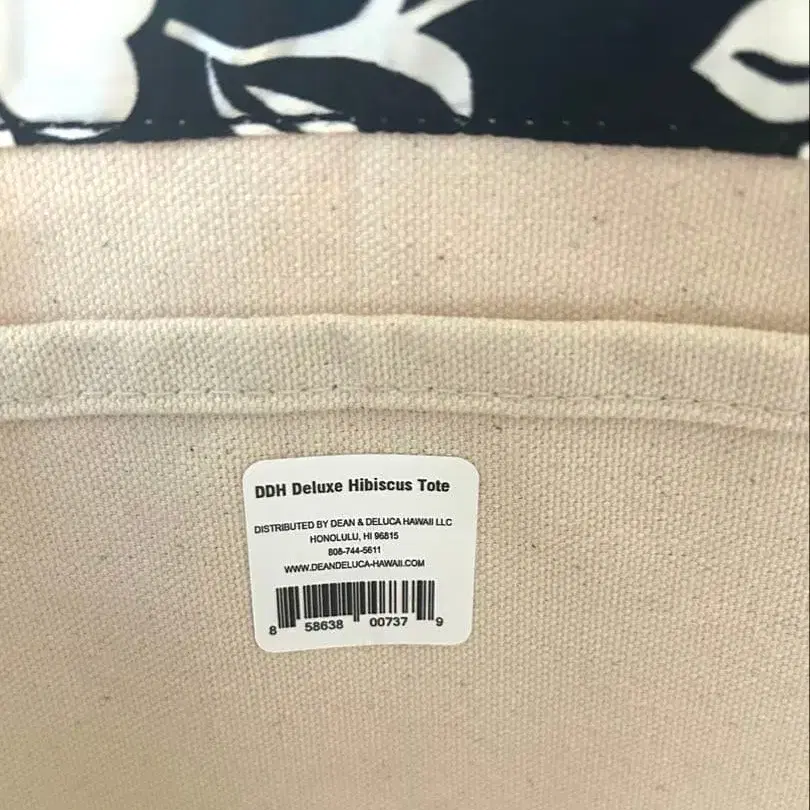 DDH Deluxe Hibiscus Tote
DISTRIBUTED BY DEAN & DELUCA HAWAII LLC
HONOLULU, HI 96815
808-744-5611
WWW.DEANDELUCA-HAWAII.COM
8 58638 00737 9